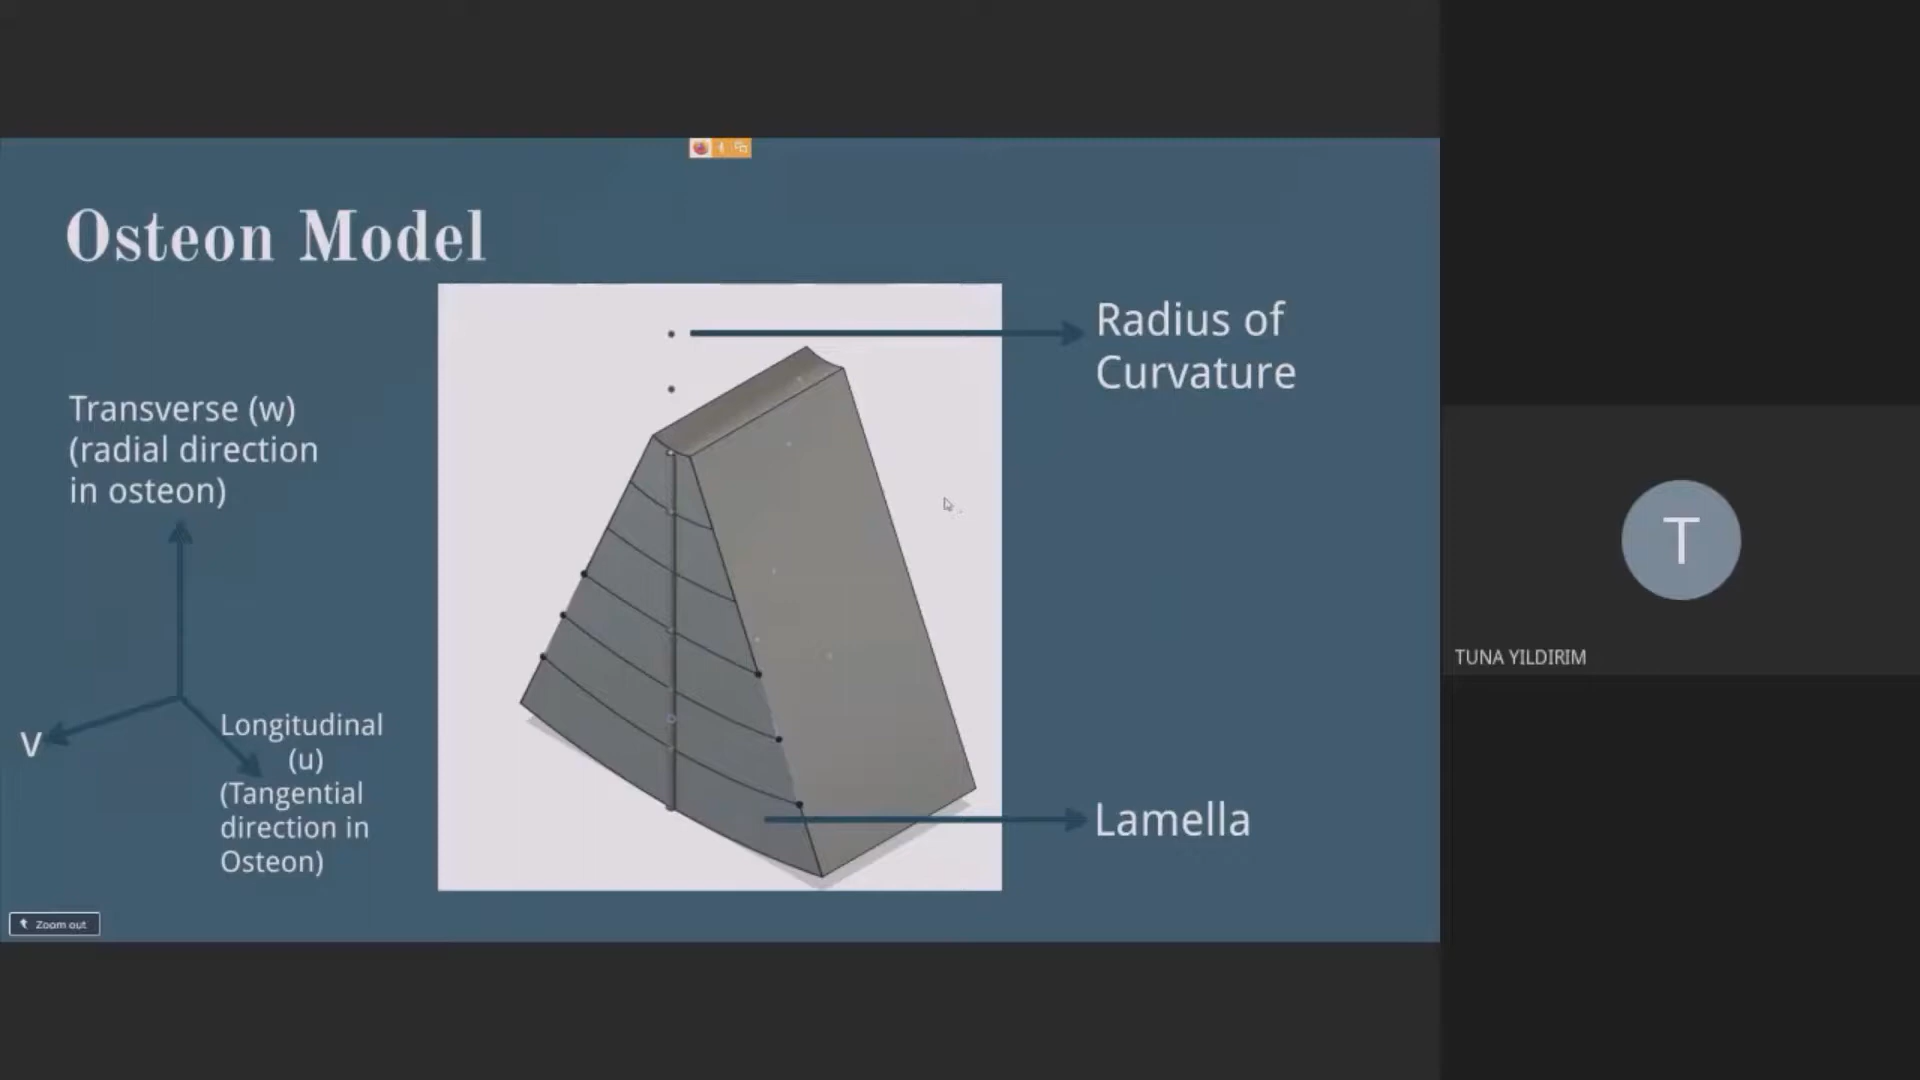 Osteon Model
Radius of
Curvature
Transverse (w)
(radial direction
in osteon)
V
Longitudinal
(u)
(Tangential
direction in
Osteon)
Lamella
Zoom out
T
TUNA YILDIRIM